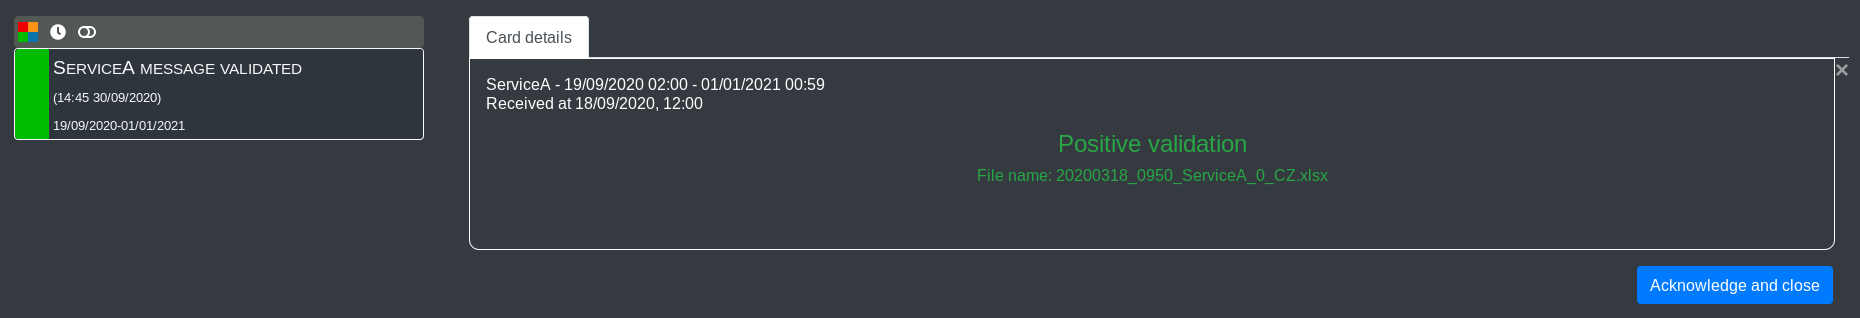 ServiceA message validated
(14:45 30/09/2020)
19/09/2020-01/01/2021
Card details
ServiceA - 19/09/2020 02:00 - 01/01/2021 00:59
Received at 18/09/2020, 12:00
Positive validation
File name: 20200318_0950_ServiceA_0_CZ.xlsx
Acknowledge and close